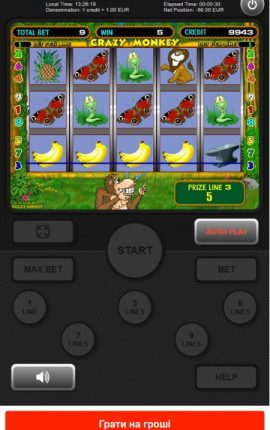 Local Time: 13:26:18 Elapsed Time: 00:00:30
Denomination: 1 credit = 1.00 EUR Net Position: -56.00 EUR
TOTAL BET 9 WIN 5 CREDIT 9943
CRAZY MONKEY
PRIZE LINE 3
5
CRAZY MONKEY
START
AUTO PLAY
MAX BET
BET
1 LINE
3 LINES
5 LINES
7 LINES
9 LINES
HELP
Грати на гроші